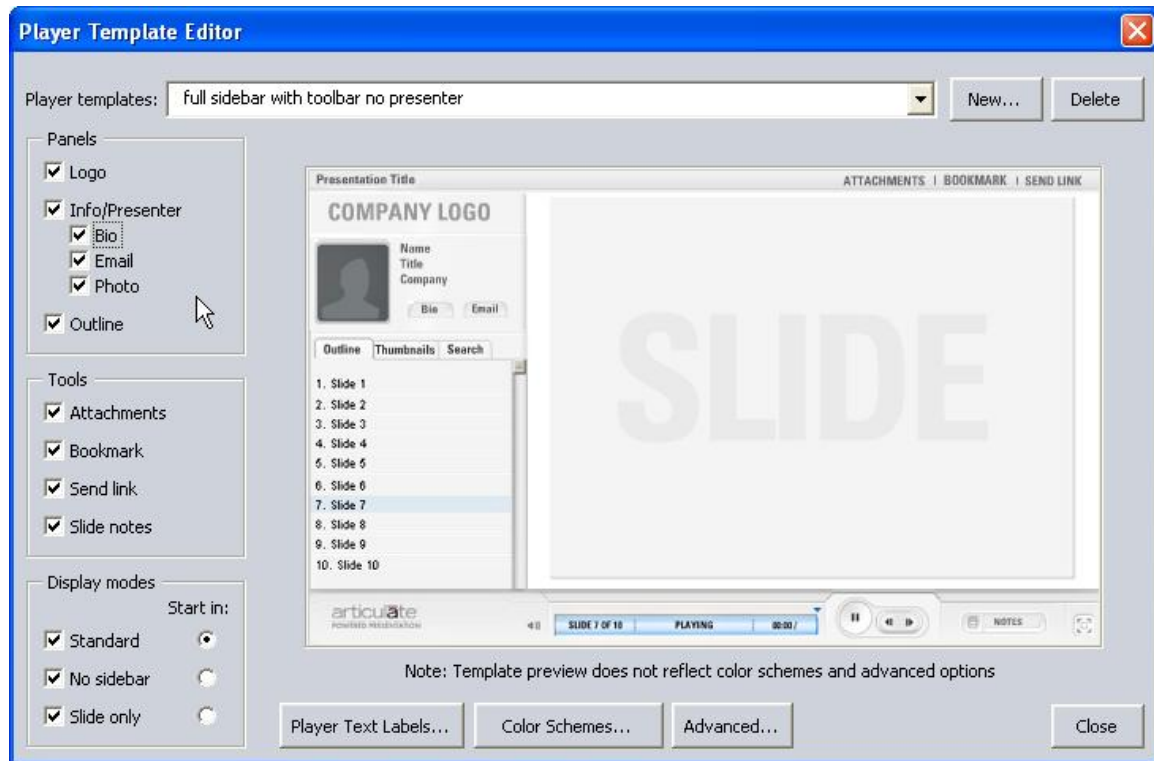 Player Template Editor
Player templates: full sidebar with toolbar no presenter New... Delete
Panels
Logo
Info/Presenter
Bio
Email
Photo
Outline
Tools
Attachments
Bookmark
Send link
Slide notes
Display modes
Start in:
Standard
No sidebar
Slide only
Presentation Title ATTACHMENTS | BOOKMARK | SEND LINK
COMPANY LOGO
Name
Title
Company
Bio Email
Outline Thumbnails Search
1. Slide 1
2. Slide 2
3. Slide 3
4. Slide 4
5. Slide 5
6. Slide 6
7. Slide 7
8. Slide 8
9. Slide 9
10. Slide 10
SLIDE
articulate
POWERED PRESENTATION
SLIDE 7 OF 10 PLAYING 00:00 / NOTES
Note: Template preview does not reflect color schemes and advanced options
Player Text Labels... Color Schemes... Advanced... Close